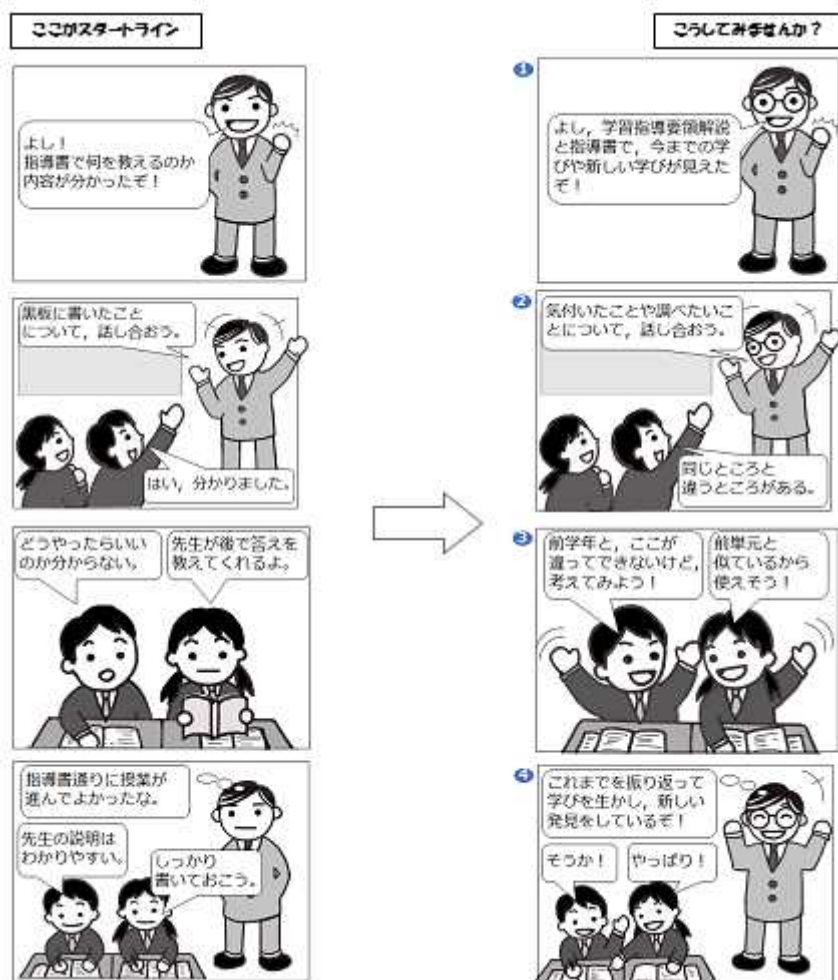 ここがスタートライン
よし！
指導書で何を教えるのか
内容が分かったぞ！
黒板に書いたこと
について，話し合おう。
はい，分かりました。
どうやったらいい
のか分からない。
先生が後で答えを
教えてくれるよ。
指導書通りに授業が
進んでよかったな。
先生の説明は
わかりやすい。
しっかり
書いておこう。
こうしてみませんか？
1
よし，学習指導要領解説
と指導書で，今までの学
びや新しい学びが見えた
ぞ！
2
気付いたことや調べたいこ
とについて，話し合おう。
同じところと
違うところがある。
3
前学年と，ここが
違ってできないけど，
考えてみよう！
前単元と
似ているから
使えそう！
4
これまでを振り返って
学びを生かし，新しい
発見をしているぞ！
そうか！
やっぱり！